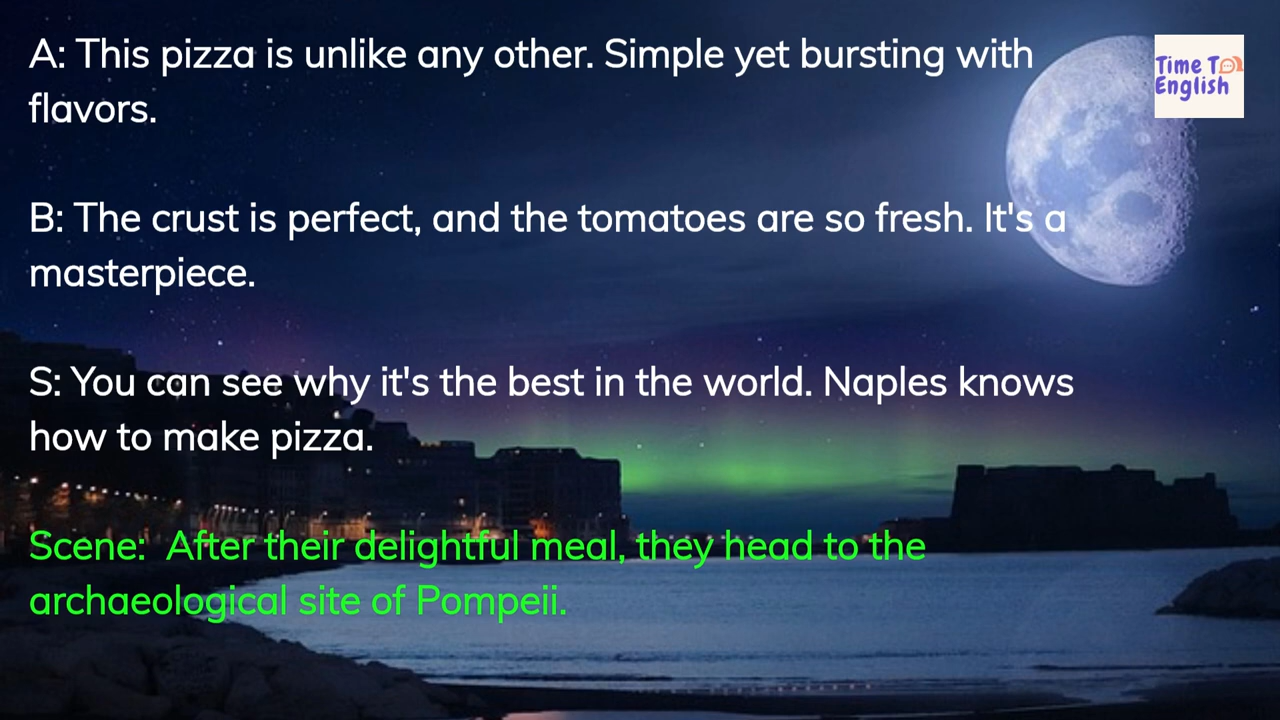 A: This pizza is unlike any other. Simple yet bursting with
flavors.
B: The crust is perfect, and the tomatoes are so fresh. It's a
masterpiece.
S: You can see why it's the best in the world. Naples knows
how to make pizza.
Scene:  After their delightful meal, they head to the
archaeological site of Pompeii.
Time To
English